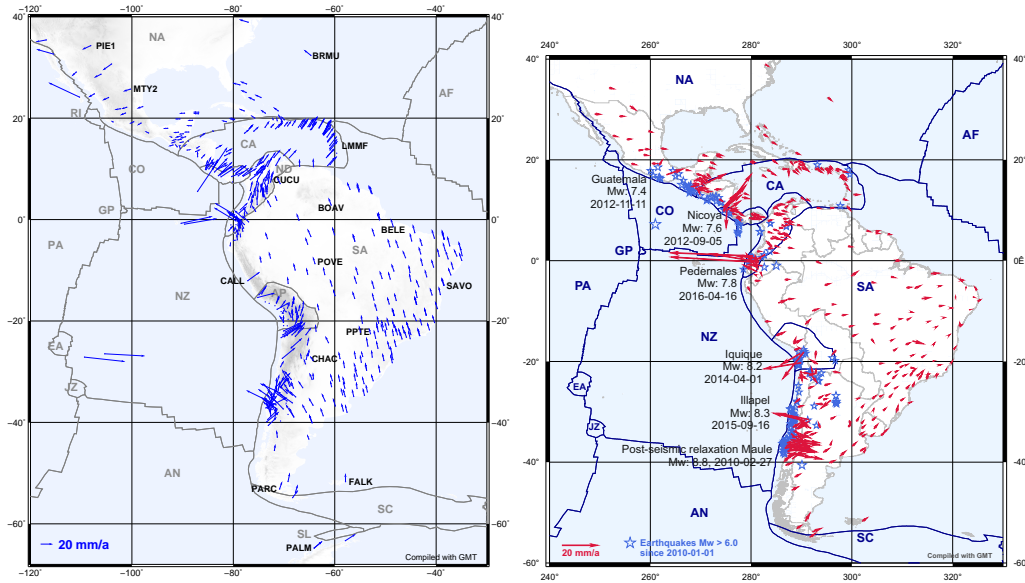 −120˚
−100˚
−80˚
−60˚
−40˚
40˚
40˚
NA
PIE1
BRMU
MTY2
AF
RI
20˚
20˚
CA
LMMF
CO
ND
CUCU
GP
BOAV
0˚
0˚
BELE
PA
SA
POVE
CALL
NZ
AP
SAVO
−20˚
−20˚
PPTE
EA
CHAC
JZ
−40˚
−40˚
AN
PARC
FALK
SC
SL
−60˚
−60˚
20 mm/a
PALM
Compiled with GMT
−120˚
−100˚
−80˚
−60˚
−40˚
240˚
260˚
280˚
300˚
320˚
40˚
40˚
NA
AF
20˚
20˚
Guatemala
Mw: 7.4
2012-11-11
CA
CO
Nicoya
Mw: 7.6
2012-09-05
GP
0˚
0Ë
Pedernales
Mw: 7.8
2016-04-16
PA
SA
NZ
Iquique
Mw: 8.2
2014-04-01
−20˚
−20˚
EA
Illapel
Mw: 8.3
2015-09-16
JZ
Post-seismic relaxation Maule
Mw: 8.8, 2010-02-27
−40˚
−40˚
AN
SC
20 mm/a
Earthquakes Mw > 6.0
since 2010-01-01
Compiled with GMT
−60˚
−60˚
240˚
260˚
280˚
300˚
320˚